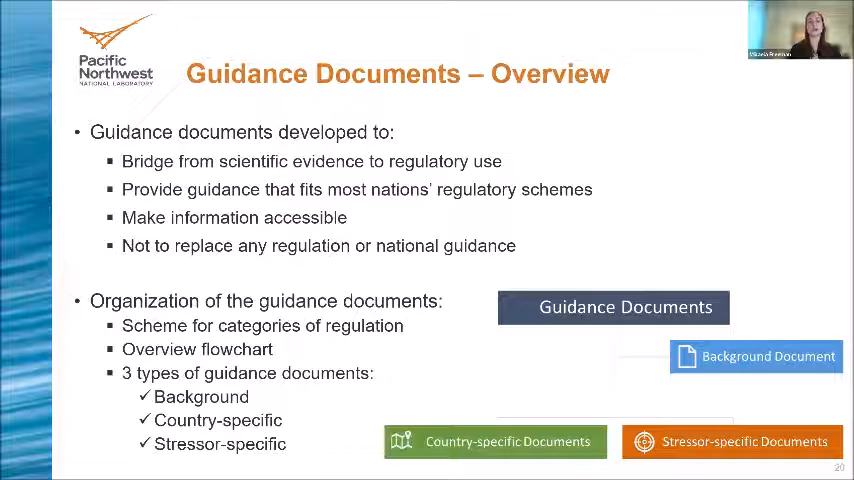 Pacific
Northwest
NATIONAL LABORATORY
Mikaela Freeman
Guidance Documents – Overview
• Guidance documents developed to:
▪ Bridge from scientific evidence to regulatory use
▪ Provide guidance that fits most nations' regulatory schemes
▪ Make information accessible
▪ Not to replace any regulation or national guidance
• Organization of the guidance documents:
▪ Scheme for categories of regulation
▪ Overview flowchart
▪ 3 types of guidance documents:
✓Background
✓Country-specific
✓Stressor-specific
Guidance Documents
Background Document
Country-specific Documents
Stressor-specific Documents
20